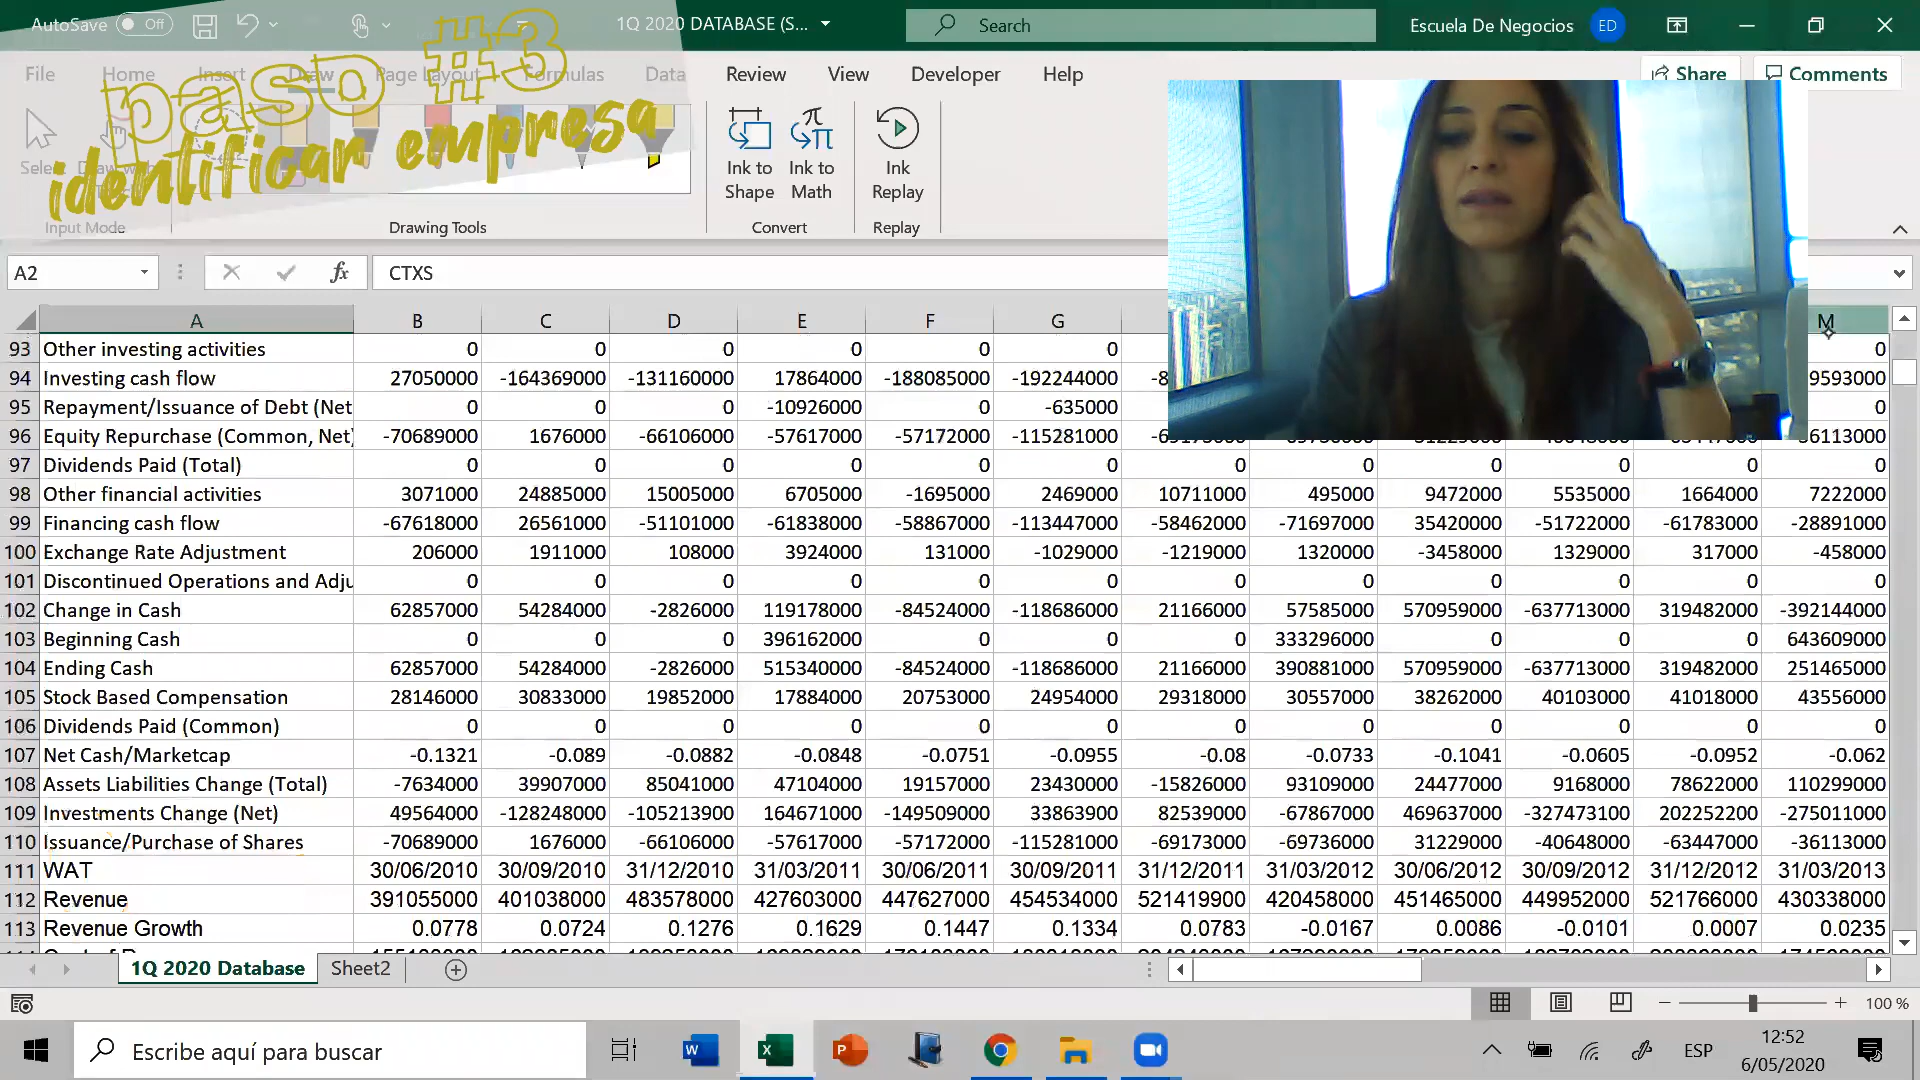 AutoSave Off 1Q 2020 DATABASE (S... Search Escuela De Negocios ED
paso #3
identificar empresa
File Home Insert Draw Page Layout Formulas Data Review View Developer Help Share Comments
Select Draw with
Ink to Shape Ink to Math Ink Replay
Input Mode Drawing Tools Convert Replay
A2 fx CTXS
A B C D E F G M
93 Other investing activities 0 0 0 0 0 0 0
94 Investing cash flow 27050000 -164369000 -131160000 17864000 -188085000 -192244000 -8 9593000
95 Repayment/Issuance of Debt (Net 0 0 0 -10926000 0 -635000 0
96 Equity Repurchase (Common, Net) -70689000 1676000 -66106000 -57617000 -57172000 -115281000 -69173000 -69736000 31229000 -40648000 -63447000 -36113000
97 Dividends Paid (Total) 0 0 0 0 0 0 0 0 0 0 0 0
98 Other financial activities 3071000 24885000 15005000 6705000 -1695000 2469000 10711000 495000 9472000 5535000 1664000 7222000
99 Financing cash flow -67618000 26561000 -51101000 -61838000 -58867000 -113447000 -58462000 -71697000 35420000 -51722000 -61783000 -28891000
100 Exchange Rate Adjustment 206000 1911000 108000 3924000 131000 -1029000 -1219000 1320000 -3458000 1329000 317000 -458000
101 Discontinued Operations and Adju 0 0 0 0 0 0 0 0 0 0 0 0
102 Change in Cash 62857000 54284000 -2826000 119178000 -84524000 -118686000 21166000 57585000 570959000 -637713000 319482000 -392144000
103 Beginning Cash 0 0 0 396162000 0 0 0 333296000 0 0 0 643609000
104 Ending Cash 62857000 54284000 -2826000 515340000 -84524000 -118686000 21166000 390881000 570959000 -637713000 319482000 251465000
105 Stock Based Compensation 28146000 30833000 19852000 17884000 20753000 24954000 29318000 30557000 38262000 40103000 41018000 43556000
106 Dividends Paid (Common) 0 0 0 0 0 0 0 0 0 0 0 0
107 Net Cash/Marketcap -0.1321 -0.089 -0.0882 -0.0848 -0.0751 -0.0955 -0.08 -0.0733 -0.1041 -0.0605 -0.0952 -0.062
108 Assets Liabilities Change (Total) -7634000 39907000 85041000 47104000 19157000 23430000 -15826000 93109000 24477000 9168000 78622000 110299000
109 Investments Change (Net) 49564000 -128248000 -105213900 164671000 -149509000 33863900 82539000 -67867000 469637000 -327473100 202252200 -275011000
110 Issuance/Purchase of Shares -70689000 1676000 -66106000 -57617000 -57172000 -115281000 -69173000 -69736000 31229000 -40648000 -63447000 -36113000
111 WAT 30/06/2010 30/09/2010 31/12/2010 31/03/2011 30/06/2011 30/09/2011 31/12/2011 31/03/2012 30/06/2012 30/09/2012 31/12/2012 31/03/2013
112 Revenue 391055000 401038000 483578000 427603000 447627000 454534000 521419900 420458000 451465000 449952000 521766000 430338000
113 Revenue Growth 0.0778 0.0724 0.1276 0.1629 0.1447 0.1334 0.0783 -0.0167 0.0086 -0.0101 0.0007 0.0235
1Q 2020 Database Sheet2
100 %
Escribe aquí para buscar ESP 12:52
6/05/2020